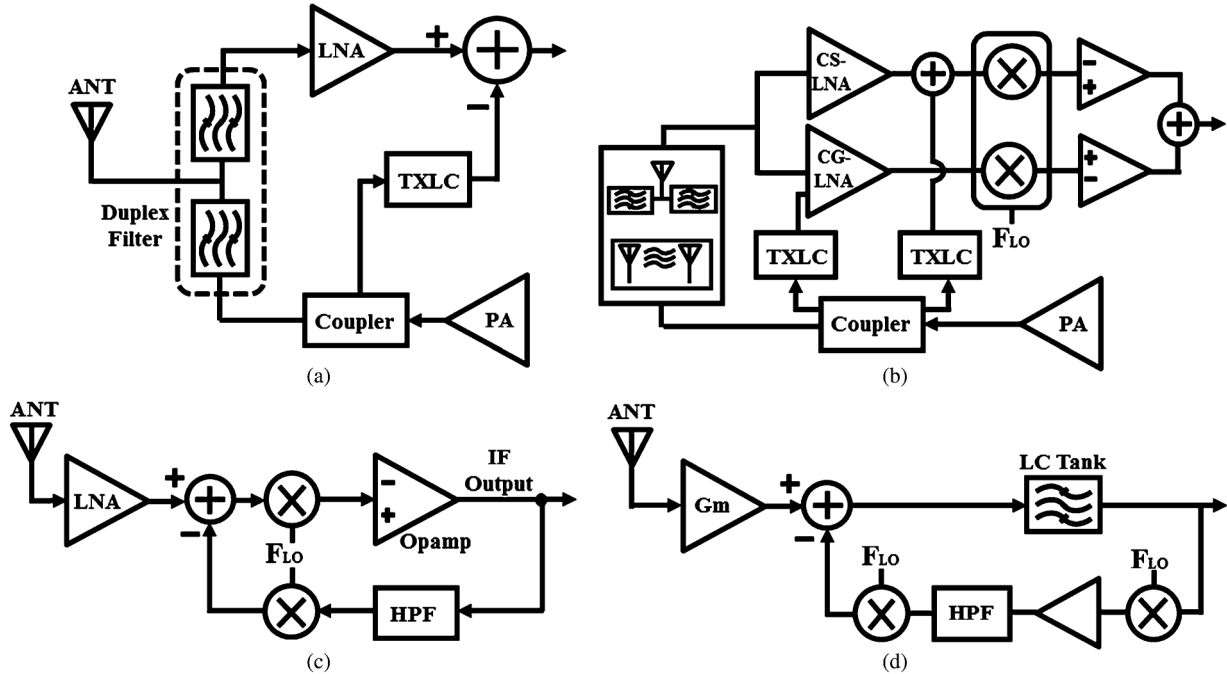 ANT
LNA
+
−
Duplex
Filter
TXLC
Coupler
PA
(a)
CS-
LNA
CG-
LNA
−
+
+
−
FLO
TXLC
TXLC
Coupler
PA
(b)
ANT
LNA
+
−
−
+
Opamp
IF
Output
FLO
HPF
(c)
ANT
Gm
+
−
LC Tank
FLO
FLO
HPF
(d)